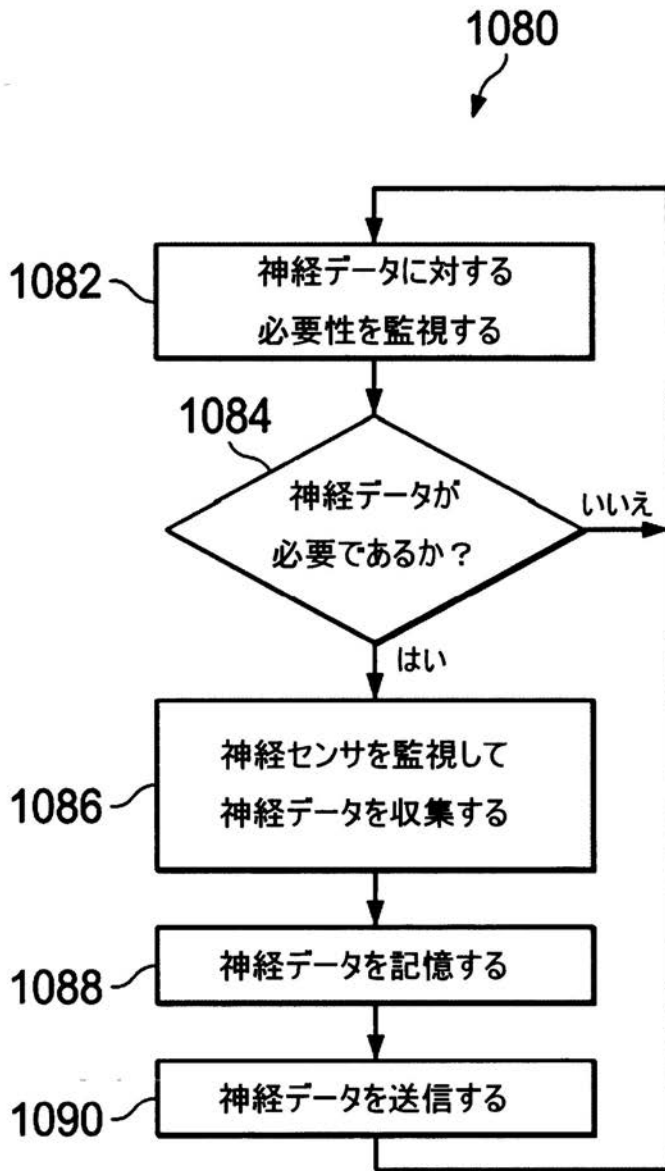 1080
1082
神経データに対する
必要性を監視する
1084
神経データが
必要であるか？
いいえ
はい
1086
神経センサを監視して
神経データを収集する
1088
神経データを記憶する
1090
神経データを送信する